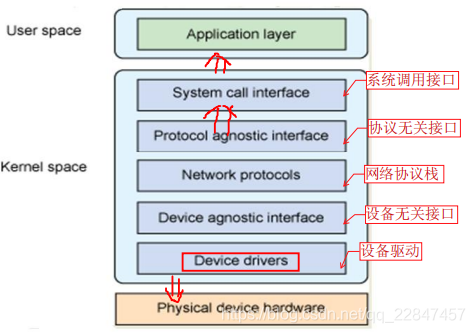 User space
Application layer
System call interface
系统调用接口
Protocol agnostic interface
协议无关接口
Kernel space
Network protocols
网络协议栈
Device agnostic interface
设备无关接口
Device drivers
设备驱动
Physical device hardware
https://blog.csdn.net/qq_22847457